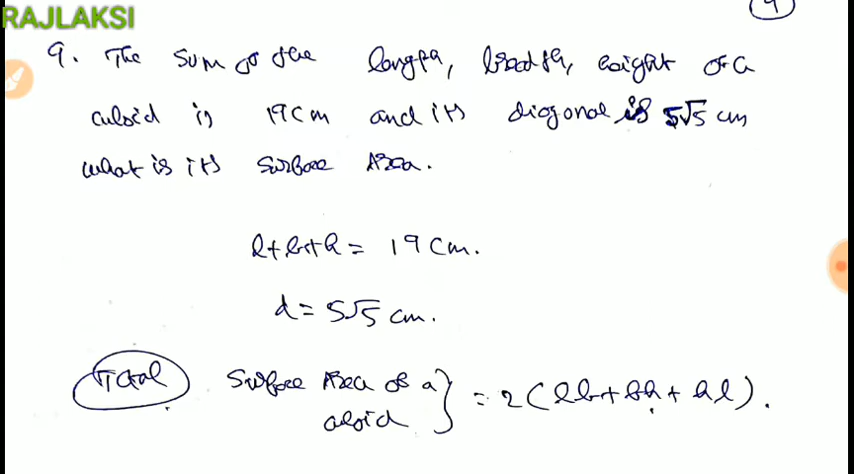 9
RAJLAKSI
9. The sum of the length, breadth, height of a
cuboid is 19cm and its diagonal is 5√5 cm
what is its surface Area.
l+b+h = 19 cm.
d = 5√5 cm.
Total Surface Area of a cuboid } = 2(lb+bh+hl).